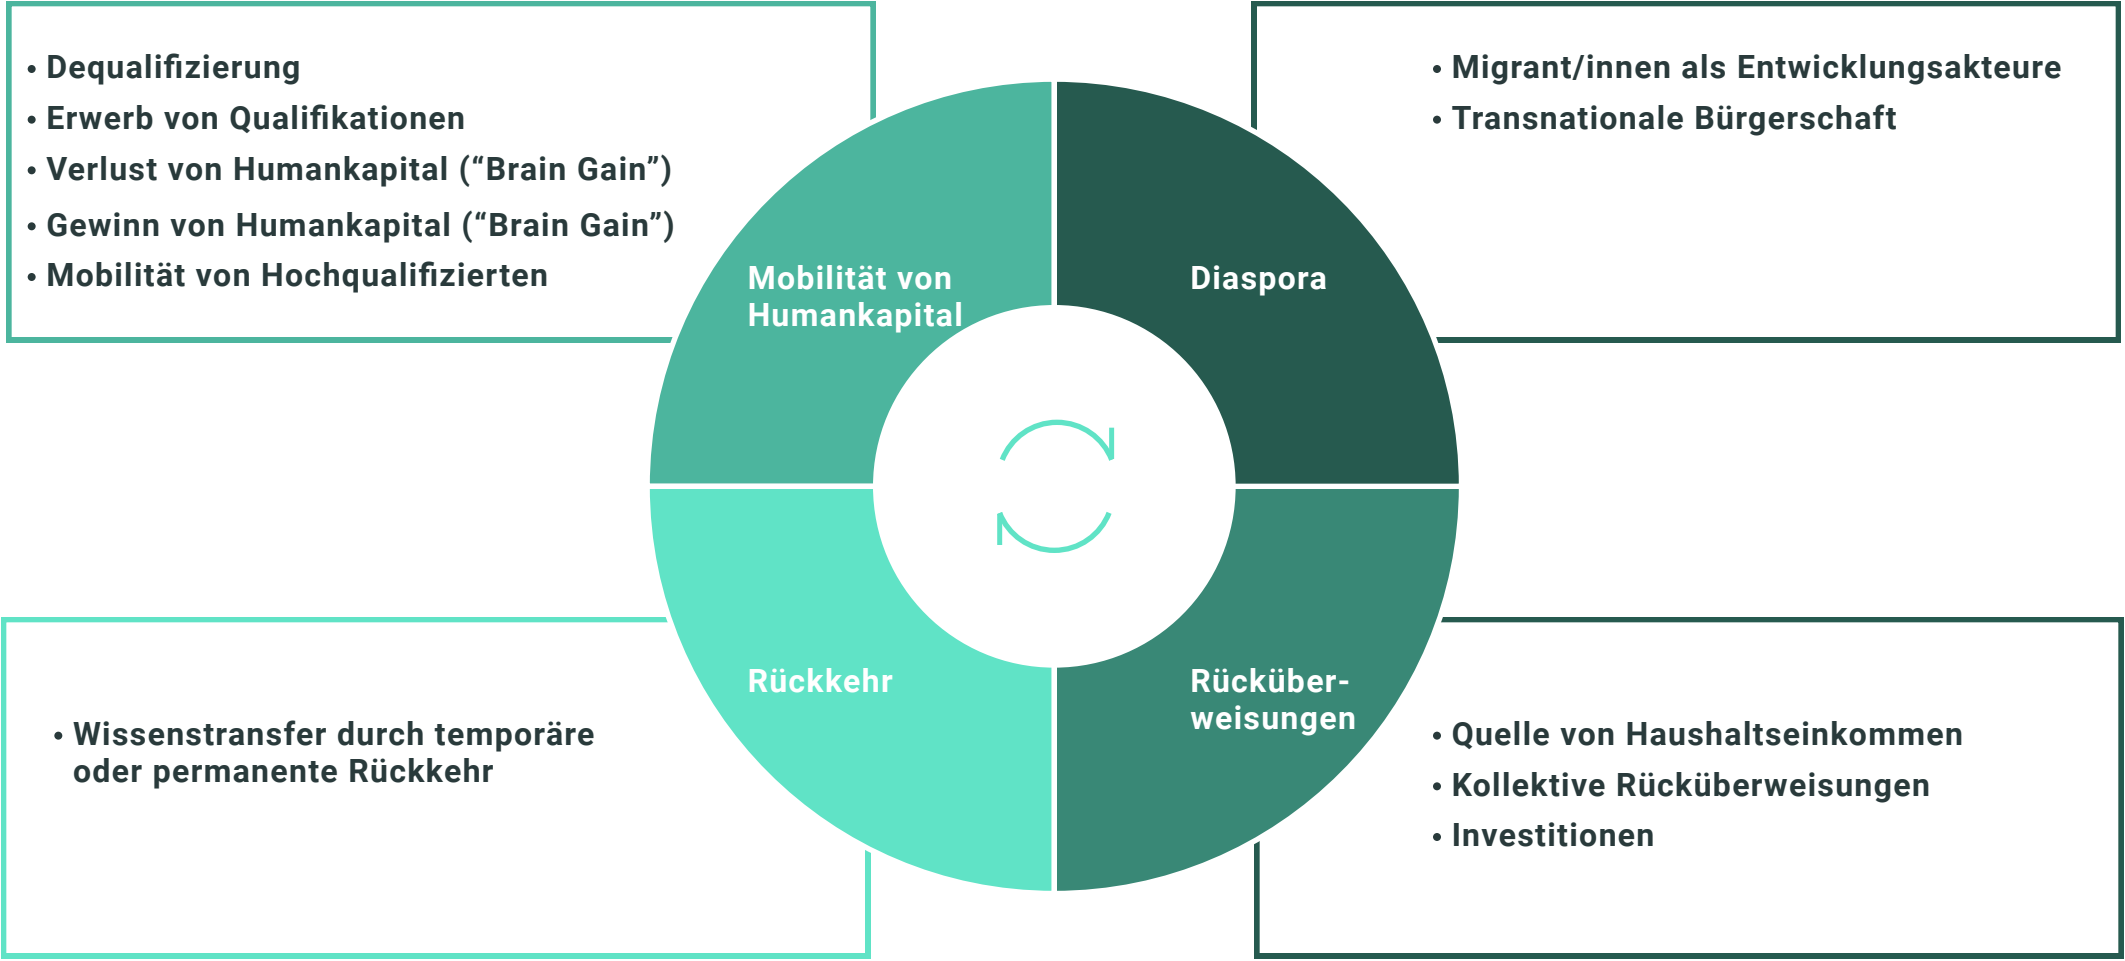 • Dequalifizierung
• Erwerb von Qualifikationen
• Verlust von Humankapital (“Brain Gain”)
• Gewinn von Humankapital (“Brain Gain”)
• Mobilität von Hochqualifizierten
Mobilität von
Humankapital
Diaspora
• Migrant/innen als Entwicklungsakteure
• Transnationale Bürgerschaft
• Wissenstransfer durch temporäre
oder permanente Rückkehr
Rückkehr
Rücküber-
weisungen
• Quelle von Haushaltseinkommen
• Kollektive Rücküberweisungen
• Investitionen